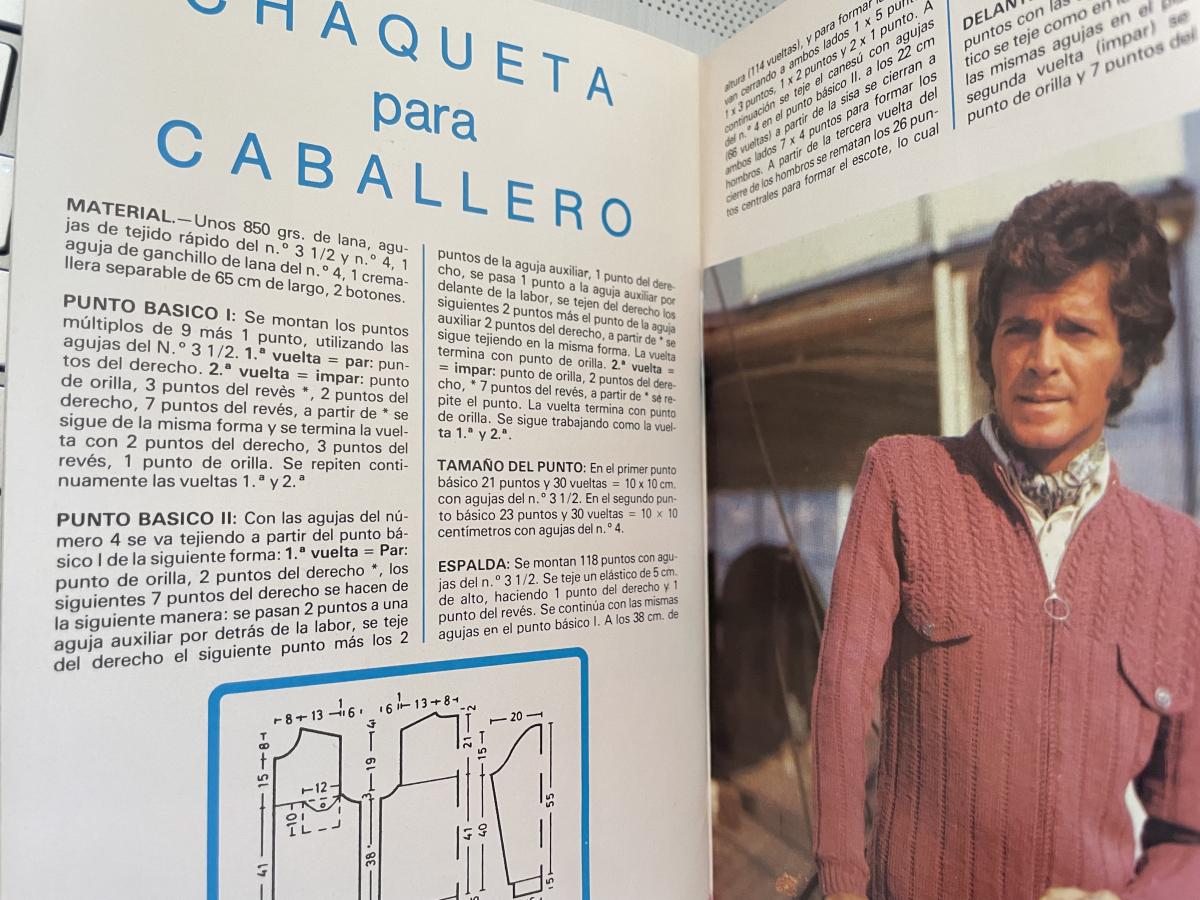 CHAQUETA
para
CABALLERO
MATERIAL.—Unos 850 grs. de lana, agu-
jas de tejido rápido del n.º 3 1/2 y n.º 4, 1
aguja de ganchillo de lana del n.º 4, 1 crema-
llera separable de 65 cm de largo, 2 botones.
PUNTO BASICO I: Se montan los puntos
múltiplos de 9 más 1 punto, utilizando las
agujas del N.º 3 1/2. 1.ª vuelta = par: pun-
tos del derecho. 2.ª vuelta = impar: punto
de orilla, 3 puntos del revès *, 2 puntos del
derecho, 7 puntos del revés, a partir de * se
sigue de la misma forma y se termina la vuel-
ta con 2 puntos del derecho, 3 puntos del
revés, 1 punto de orilla. Se repiten conti-
nuamente las vueltas 1.ª y 2.ª
PUNTO BASICO II: Con las agujas del nú-
mero 4 se va tejiendo a partir del punto bá-
sico I de la siguiente forma: 1.ª vuelta = Par:
punto de orilla, 2 puntos del derecho *, los
siguientes 7 puntos del derecho se hacen de
la siguiente manera: se pasan 2 puntos a una
aguja auxiliar por detrás de la labor, se teje
del derecho el siguiente punto más los 2
puntos de la aguja auxiliar, 1 punto del dere-
cho, se pasa 1 punto a la aguja auxiliar por
delante de la labor, se tejen del derecho los
siguientes 2 puntos más el punto de la aguja
auxiliar 2 puntos del derecho, a partir de * se
sigue tejiendo en la misma forma. La vuelta
termina con punto de orilla. 2.ª vuelta =
= impar: punto de orilla, 2 puntos del dere-
cho, * 7 puntos del revés, a partir de * sé re-
pite el punto. La vuelta termina con punto
de orilla. Se sigue trabajando como la vuel-
ta 1.ª y 2.ª.
TAMAÑO DEL PUNTO: En el primer punto
básico 21 puntos y 30 vueltas = 10 x 10 cm.
con agujas del n.º 3 1/2. En el segundo pun-
to básico 23 puntos y 30 vueltas = 10 × 10
centímetros con agujas del n.º 4.
ESPALDA: Se montan 118 puntos con agu-
jas del n.º 3 1/2. Se teje un elástico de 5 cm.
de alto, haciendo 1 punto del derecho y 1
punto del revés. Se continúa con las mismas
agujas en el punto básico I. A los 38 cm. de
8 13 1 6 6 1 13 8 2
8 15 41
12
10
4 19 3 38
21 41
15 40
20
55
5
altura (114 vueltas), y para formar
van cerrando a ambos lados 1 x 5
1 x 3 puntos, 1 x 2 puntos y 2 x 1 punto. A
continuación se teje el canesú con agujas
del n.º 4 en el punto básico II. a los 22 cm
(66 vueltas) a partir de la sisa se cierran a
ambos lados 7 x 4 puntos para formar los
hombros. A partir de la tercera vuelta del
cierre de los hombros se rematan los 26 pun-
tos centrales para formar el escote, lo cual
puntos con las
tico se teje como en
las mismas agujas en el
segunda vuelta (impar) se
punto de orilla y 7 puntos del